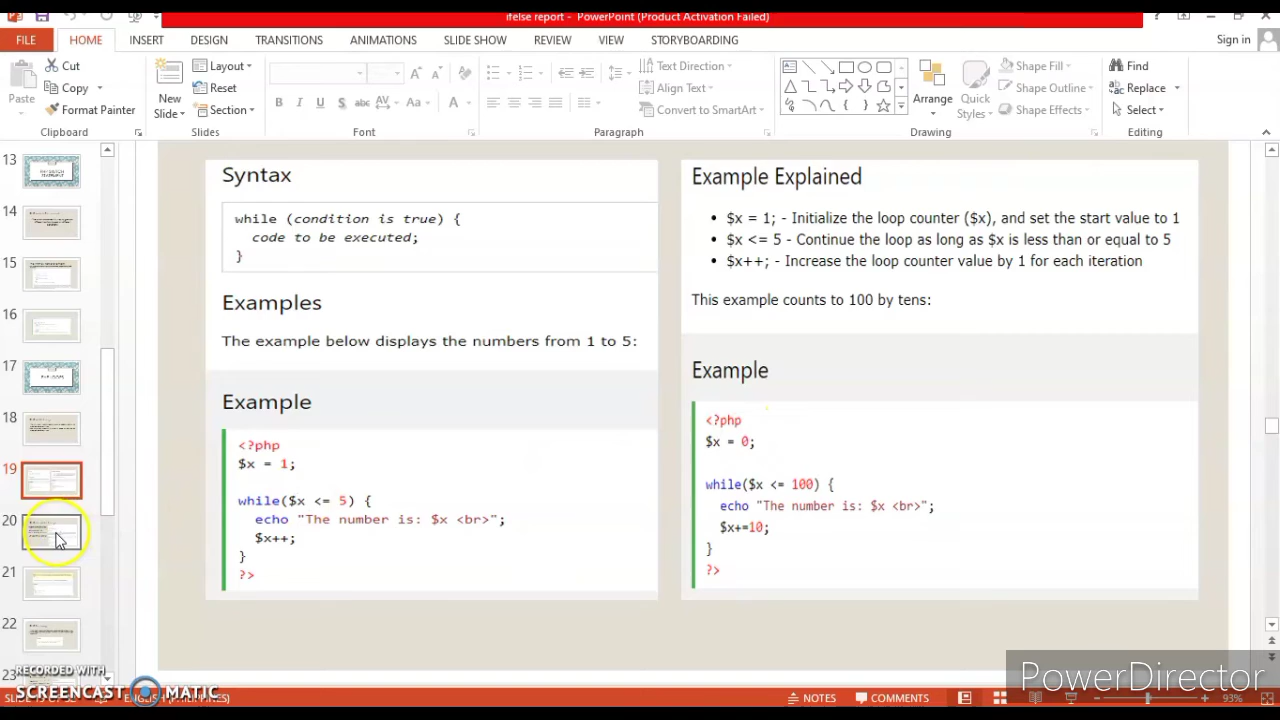 ifelse report - PowerPoint (Product Activation Failed)
FILE HOME INSERT DESIGN TRANSITIONS ANIMATIONS SLIDE SHOW REVIEW VIEW STORYBOARDING Sign in
Paste
Cut
Copy
Format Painter
Clipboard
New
Slide
Layout
Reset
Section
Slides
Font
Text Direction
Align Text
Convert to SmartArt
Paragraph
Arrange
Quick
Styles
Shape Fill
Shape Outline
Shape Effects
Drawing
Find
Replace
Select
Editing
13
14
15
16
17
18
19
20
21
22
23
Syntax
while (condition is true) {
code to be executed;
}
Examples
The example below displays the numbers from 1 to 5:
Example
<?php
$x = 1;
while($x <= 5) {
echo "The number is: $x <br>";
$x++;
}
?>
Example Explained
• $x = 1; - Initialize the loop counter ($x), and set the start value to 1
• $x <= 5 - Continue the loop as long as $x is less than or equal to 5
• $x++; - Increase the loop counter value by 1 for each iteration
This example counts to 100 by tens:
Example
<?php
$x = 0;
while($x <= 100) {
echo "The number is: $x <br>";
$x+=10;
}
?>
RECORDED WITH
SCREENCAST MATIC
PowerDirector
ENGLISH (PHILIPPINES)
NOTES COMMENTS 93%